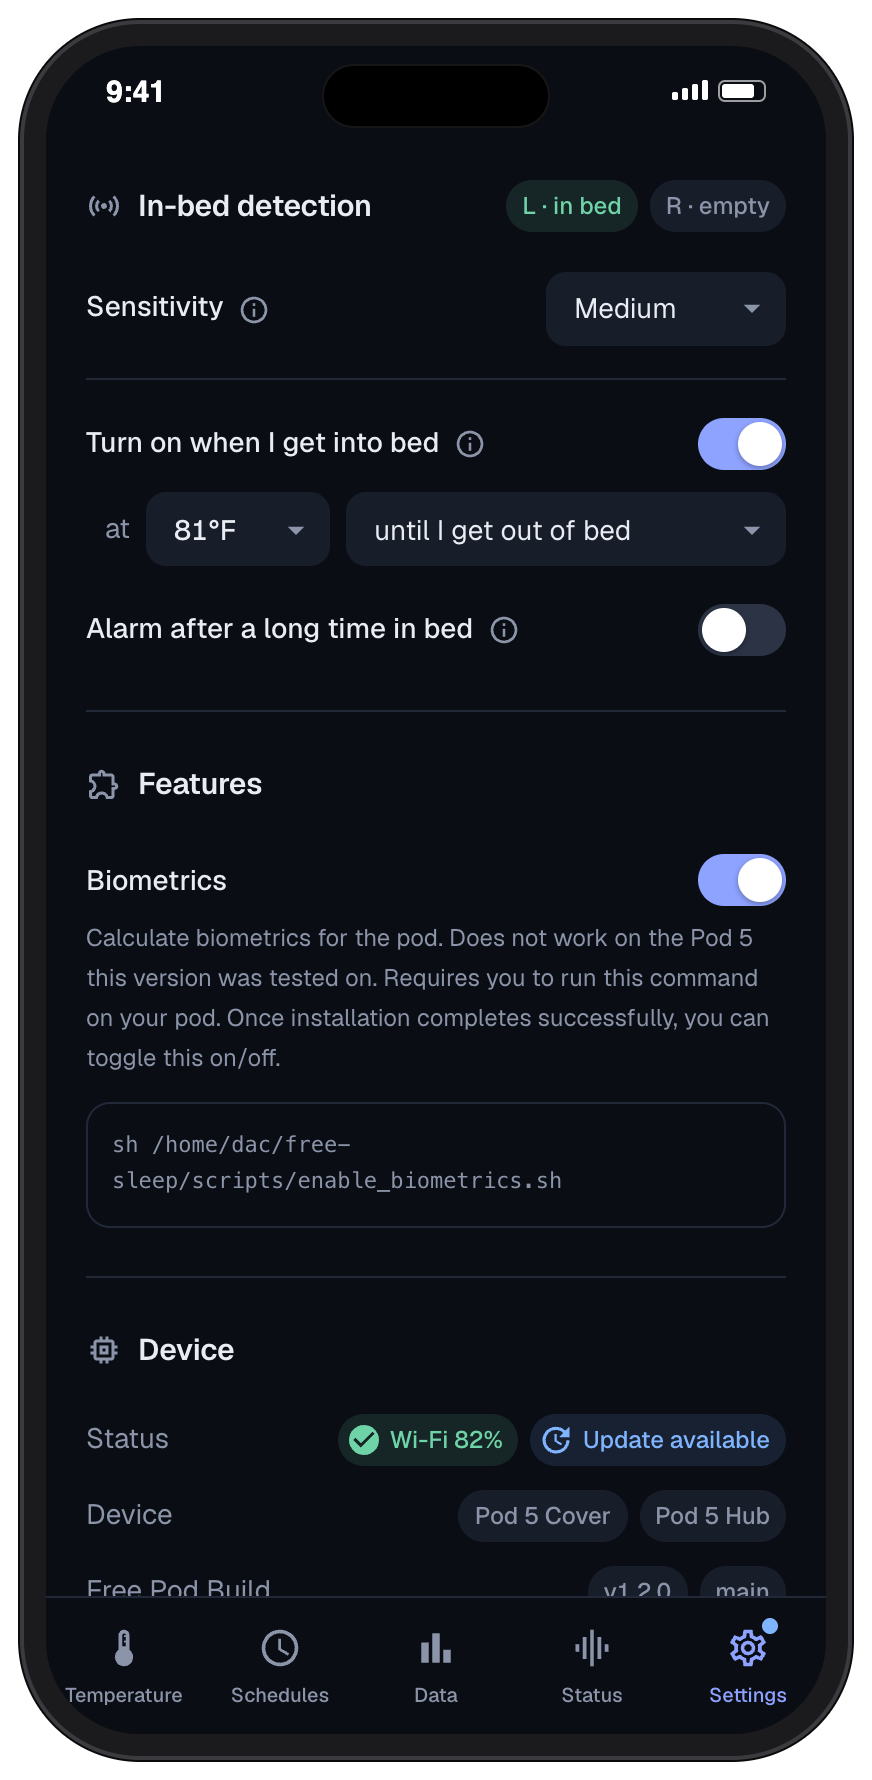 9:41
In-bed detection
L · in bed
R · empty
Sensitivity
Medium
Turn on when I get into bed
at
81°F
until I get out of bed
Alarm after a long time in bed
Features
Biometrics
Calculate biometrics for the pod. Does not work on the Pod 5
this version was tested on. Requires you to run this command
on your pod. Once installation completes successfully, you can
toggle this on/off.
sh /home/dac/free-
sleep/scripts/enable_biometrics.sh
Device
Status
Wi-Fi 82%
Update available
Device
Pod 5 Cover
Pod 5 Hub
Free Pod Build
v1.2.0
main
Temperature
Schedules
Data
Status
Settings